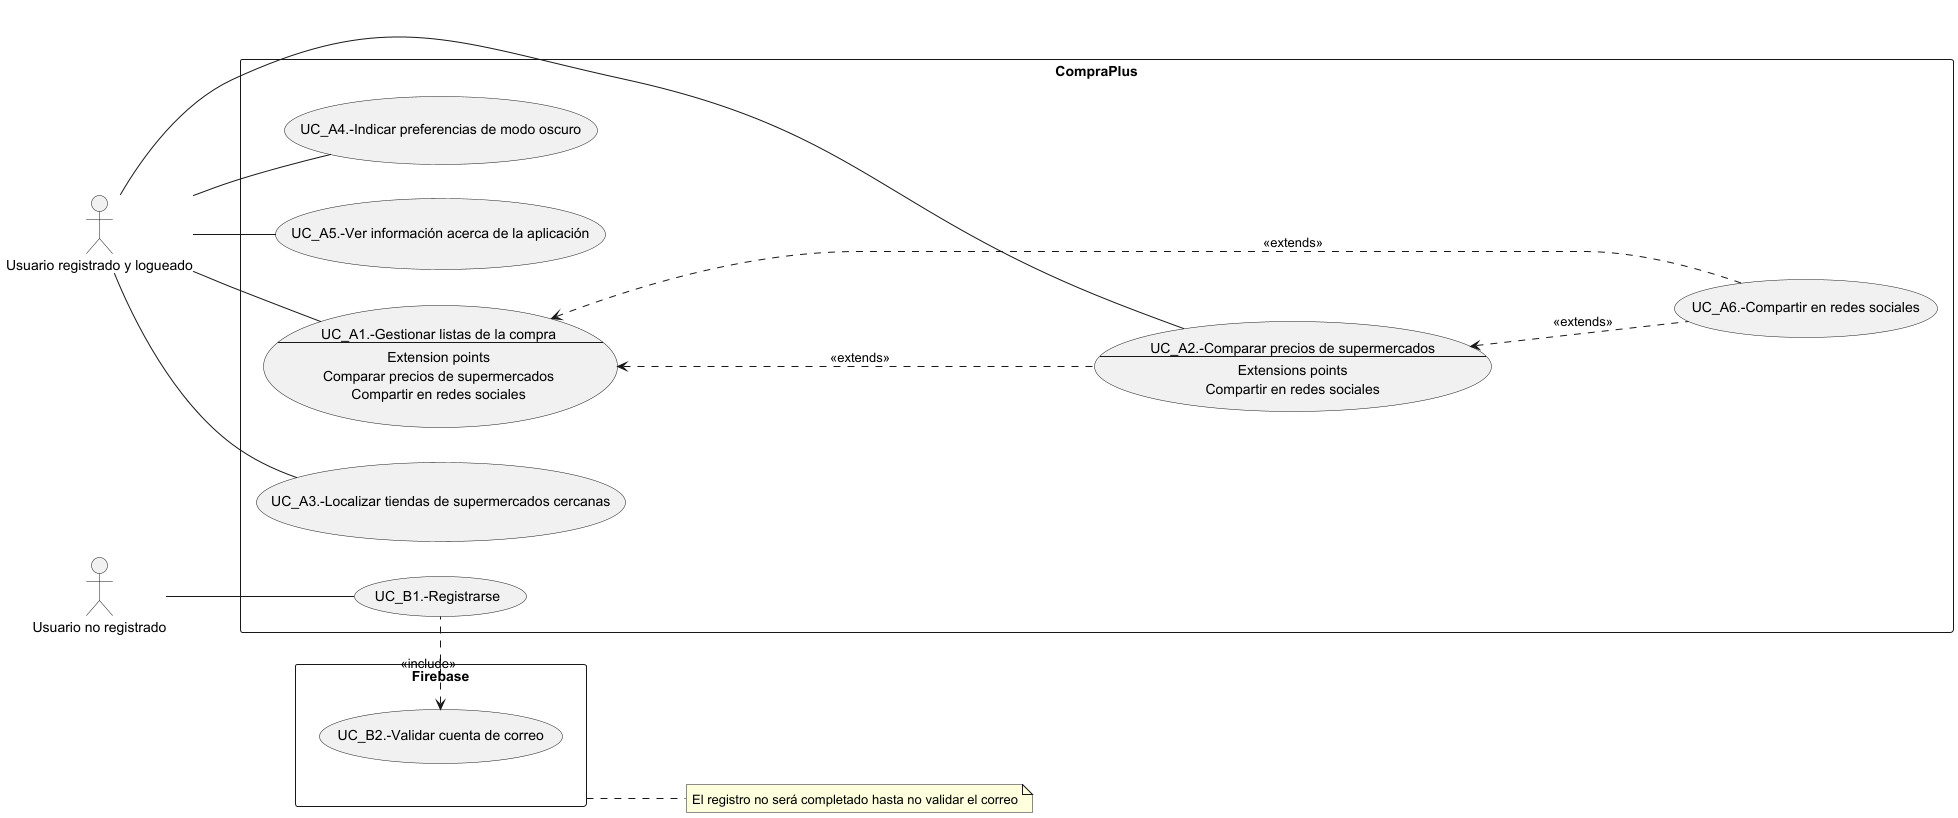 CompraPlus
UC_A4.-Indicar preferencias de modo oscuro
UC_A5.-Ver información acerca de la aplicación
«extends»
Usuario registrado y logueado
UC_A6.-Compartir en redes sociales
«extends»
UC_A1.-Gestionar listas de la compra
Extension points
Comparar precios de supermercados
Compartir en redes sociales
«extends»
UC_A2.-Comparar precios de supermercados
Extensions points
Compartir en redes sociales
UC_A3.-Localizar tiendas de supermercados cercanas
UC_B1.-Registrarse
Usuario no registrado
«include»
Firebase
UC_B2.-Validar cuenta de correo
El registro no será completado hasta no validar el correo